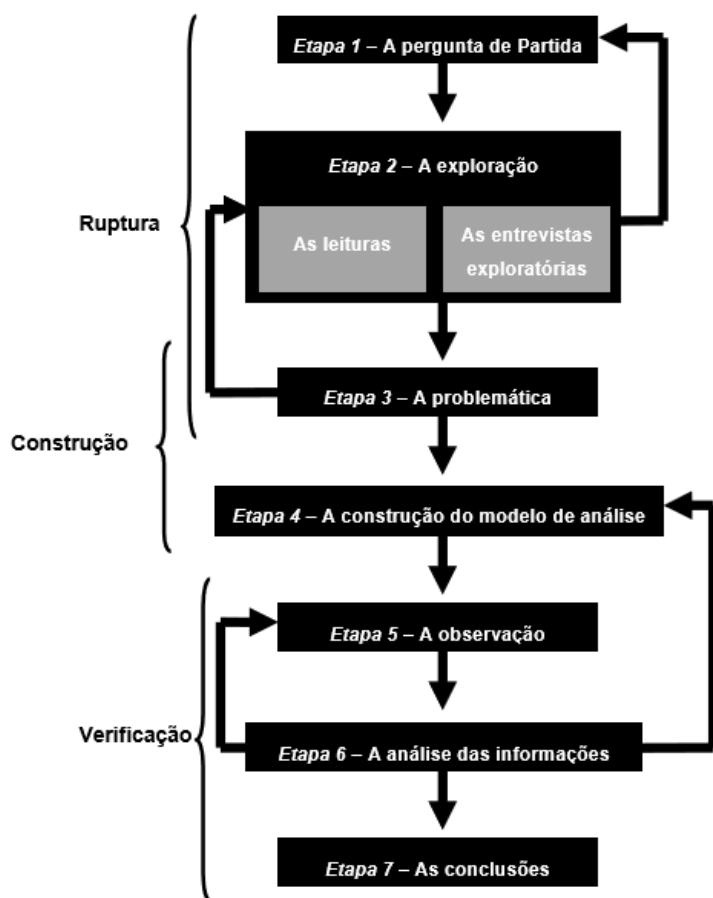 Etapa 1 – A pergunta de Partida
Etapa 2 – A exploração
Ruptura
As leituras
As entrevistas
exploratórias
Etapa 3 – A problemática
Construção
Etapa 4 – A construção do modelo de análise
Etapa 5 – A observação
Verificação
Etapa 6 – A análise das informações
Etapa 7 – As conclusões